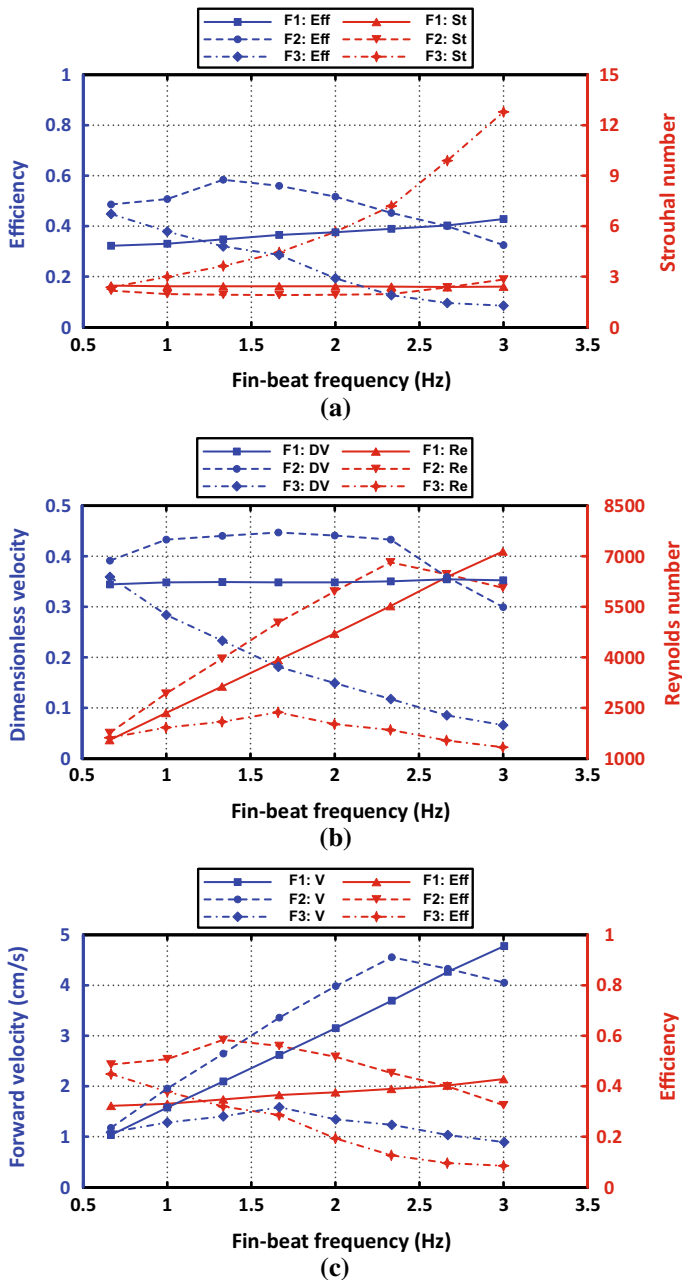 F1: Eff F1: St
F2: Eff F2: St
F3: Eff F3: St
1 15
0.8 12
0.6 9
0.4 6
0.2 3
0 0
Efficiency
Strouhal number
0.5 1 1.5 2 2.5 3 3.5
Fin-beat frequency (Hz)
(a)
F1: DV F1: Re
F2: DV F2: Re
F3: DV F3: Re
0.5 8500
0.4 7000
0.3 5500
0.2 4000
0.1 2500
0 1000
Dimensionless velocity
Reynolds number
0.5 1 1.5 2 2.5 3 3.5
Fin-beat frequency (Hz)
(b)
F1: V F1: Eff
F2: V F2: Eff
F3: V F3: Eff
5 1
4 0.8
3 0.6
2 0.4
1 0.2
0 0
Forward velocity (cm/s)
Efficiency
0.5 1 1.5 2 2.5 3 3.5
Fin-beat frequency (Hz)
(c)